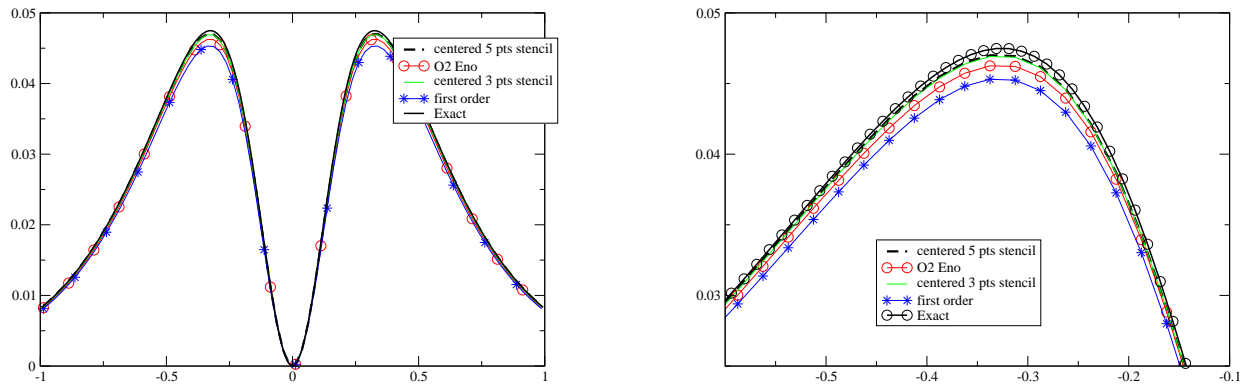 0.05
0.04
0.03
0.02
0.01
0
-1
-0.5
0
0.5
1
centered 5 pts stencil
O2 Eno
centered 3 pts stencil
first order
Exact
0.05
0.04
0.03
-0.5
-0.4
-0.3
-0.2
-0.1
centered 5 pts stencil
O2 Eno
centered 3 pts stencil
first order
Exact